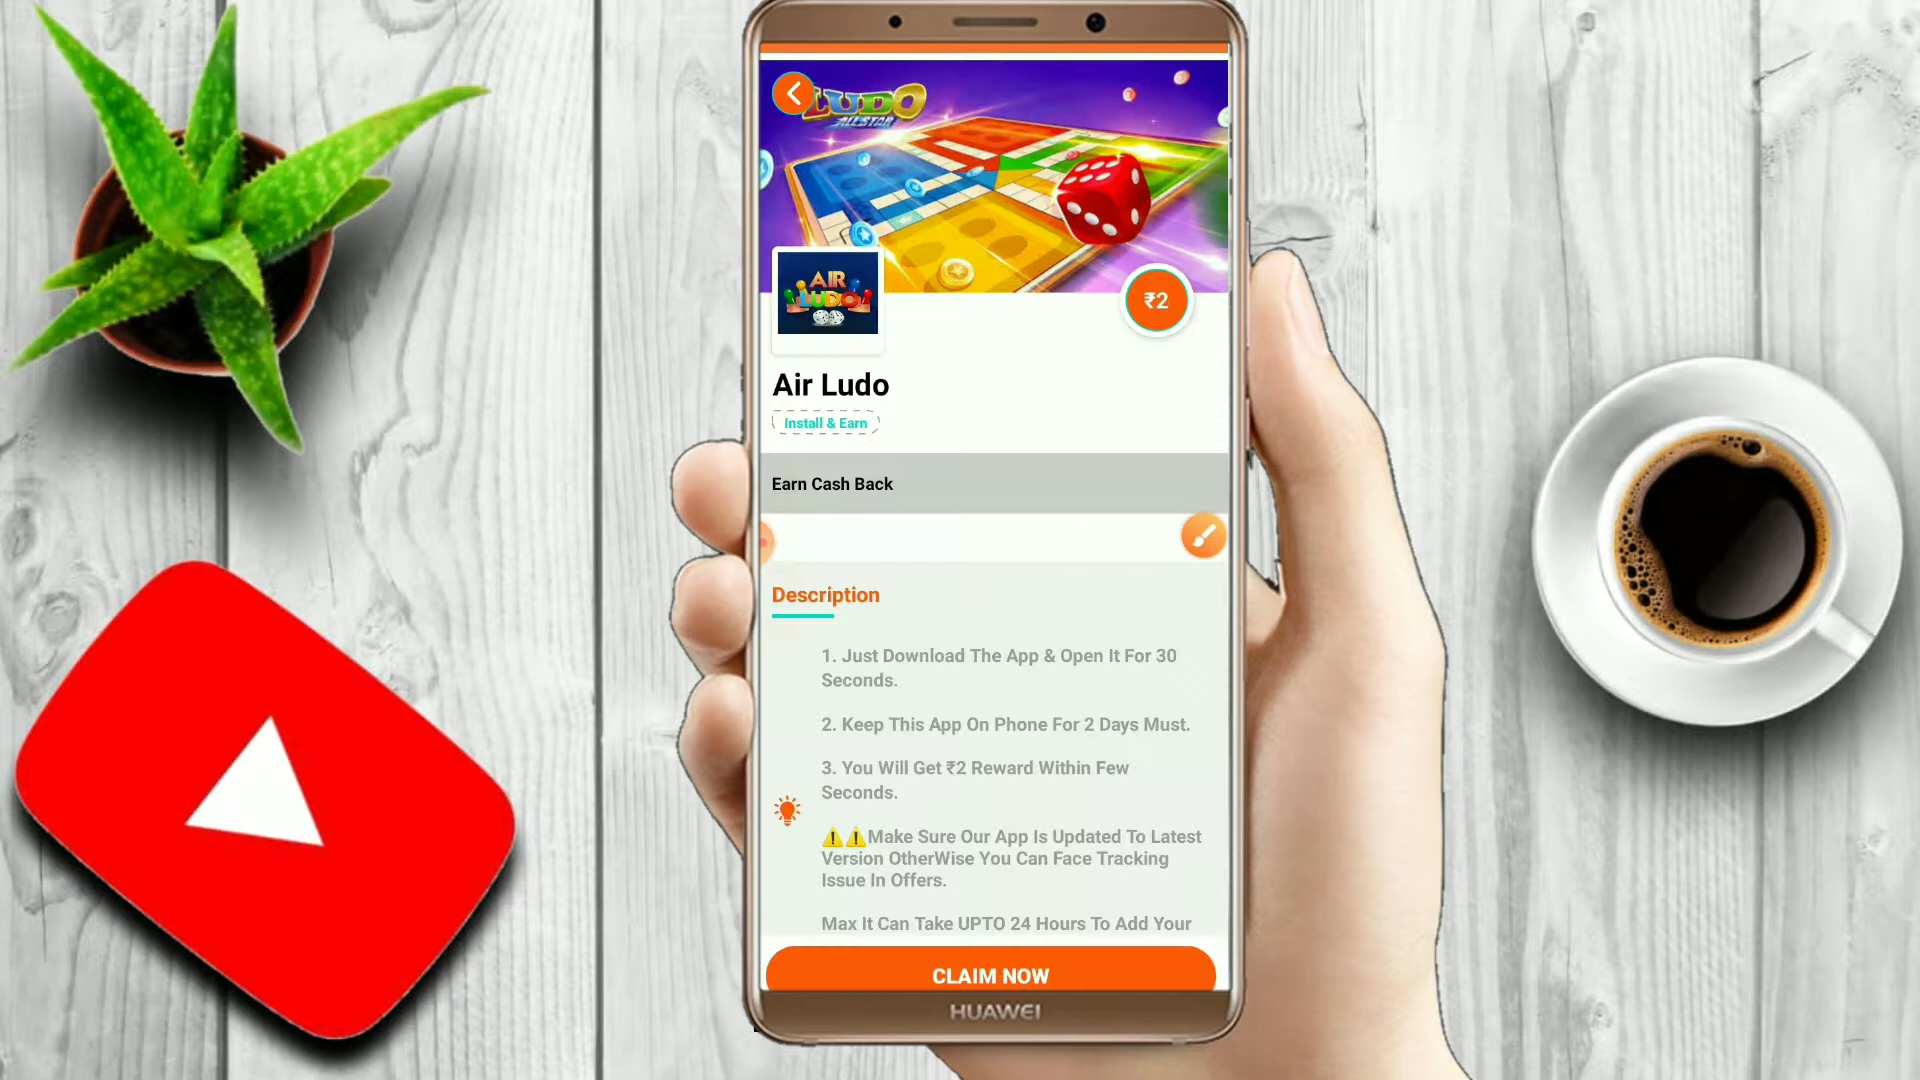 LUDO
ALLSTAR
AIR
LUDO
₹2
Air Ludo
Install & Earn
Earn Cash Back
Description
1. Just Download The App & Open It For 30
Seconds.
2. Keep This App On Phone For 2 Days Must.
3. You Will Get ₹2 Reward Within Few
Seconds.
⚠️⚠️Make Sure Our App Is Updated To Latest
Version OtherWise You Can Face Tracking
Issue In Offers.
Max It Can Take UPTO 24 Hours To Add Your
CLAIM NOW
HUAWEI